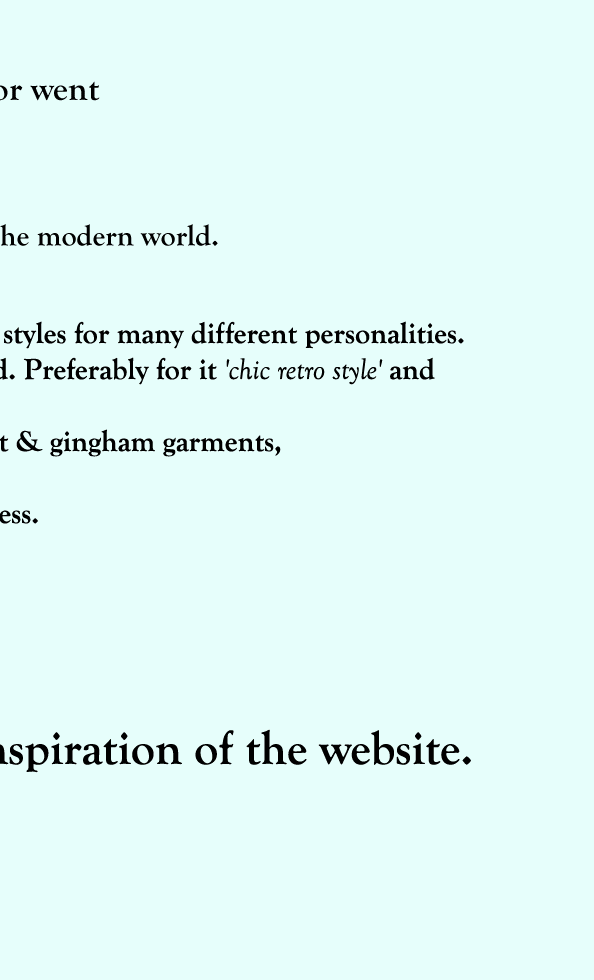 or went
he modern world.
styles for many different personalities.
d. Preferably for it 'chic retro style' and
t & gingham garments,
ess.
nspiration of the website.